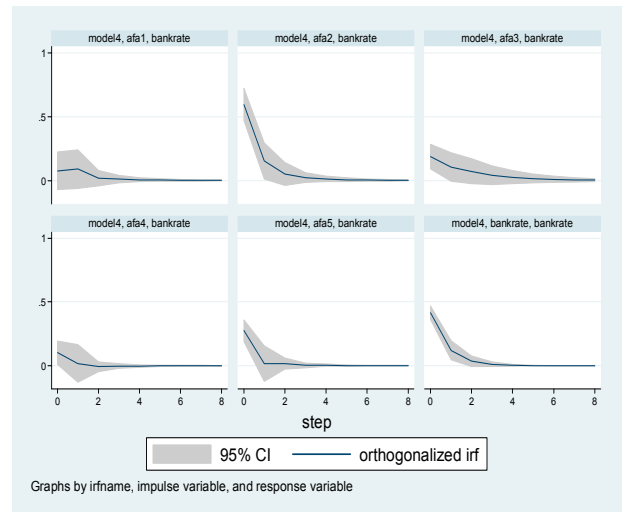 model4, afa1, bankrate
model4, afa2, bankrate
model4, afa3, bankrate
1
.5
0
model4, afa4, bankrate
model4, afa5, bankrate
model4, bankrate, bankrate
1
.5
0
0 2 4 6 8
0 2 4 6 8
0 2 4 6 8
step
95% CI
orthogonalized irf
Graphs by irfname, impulse variable, and response variable